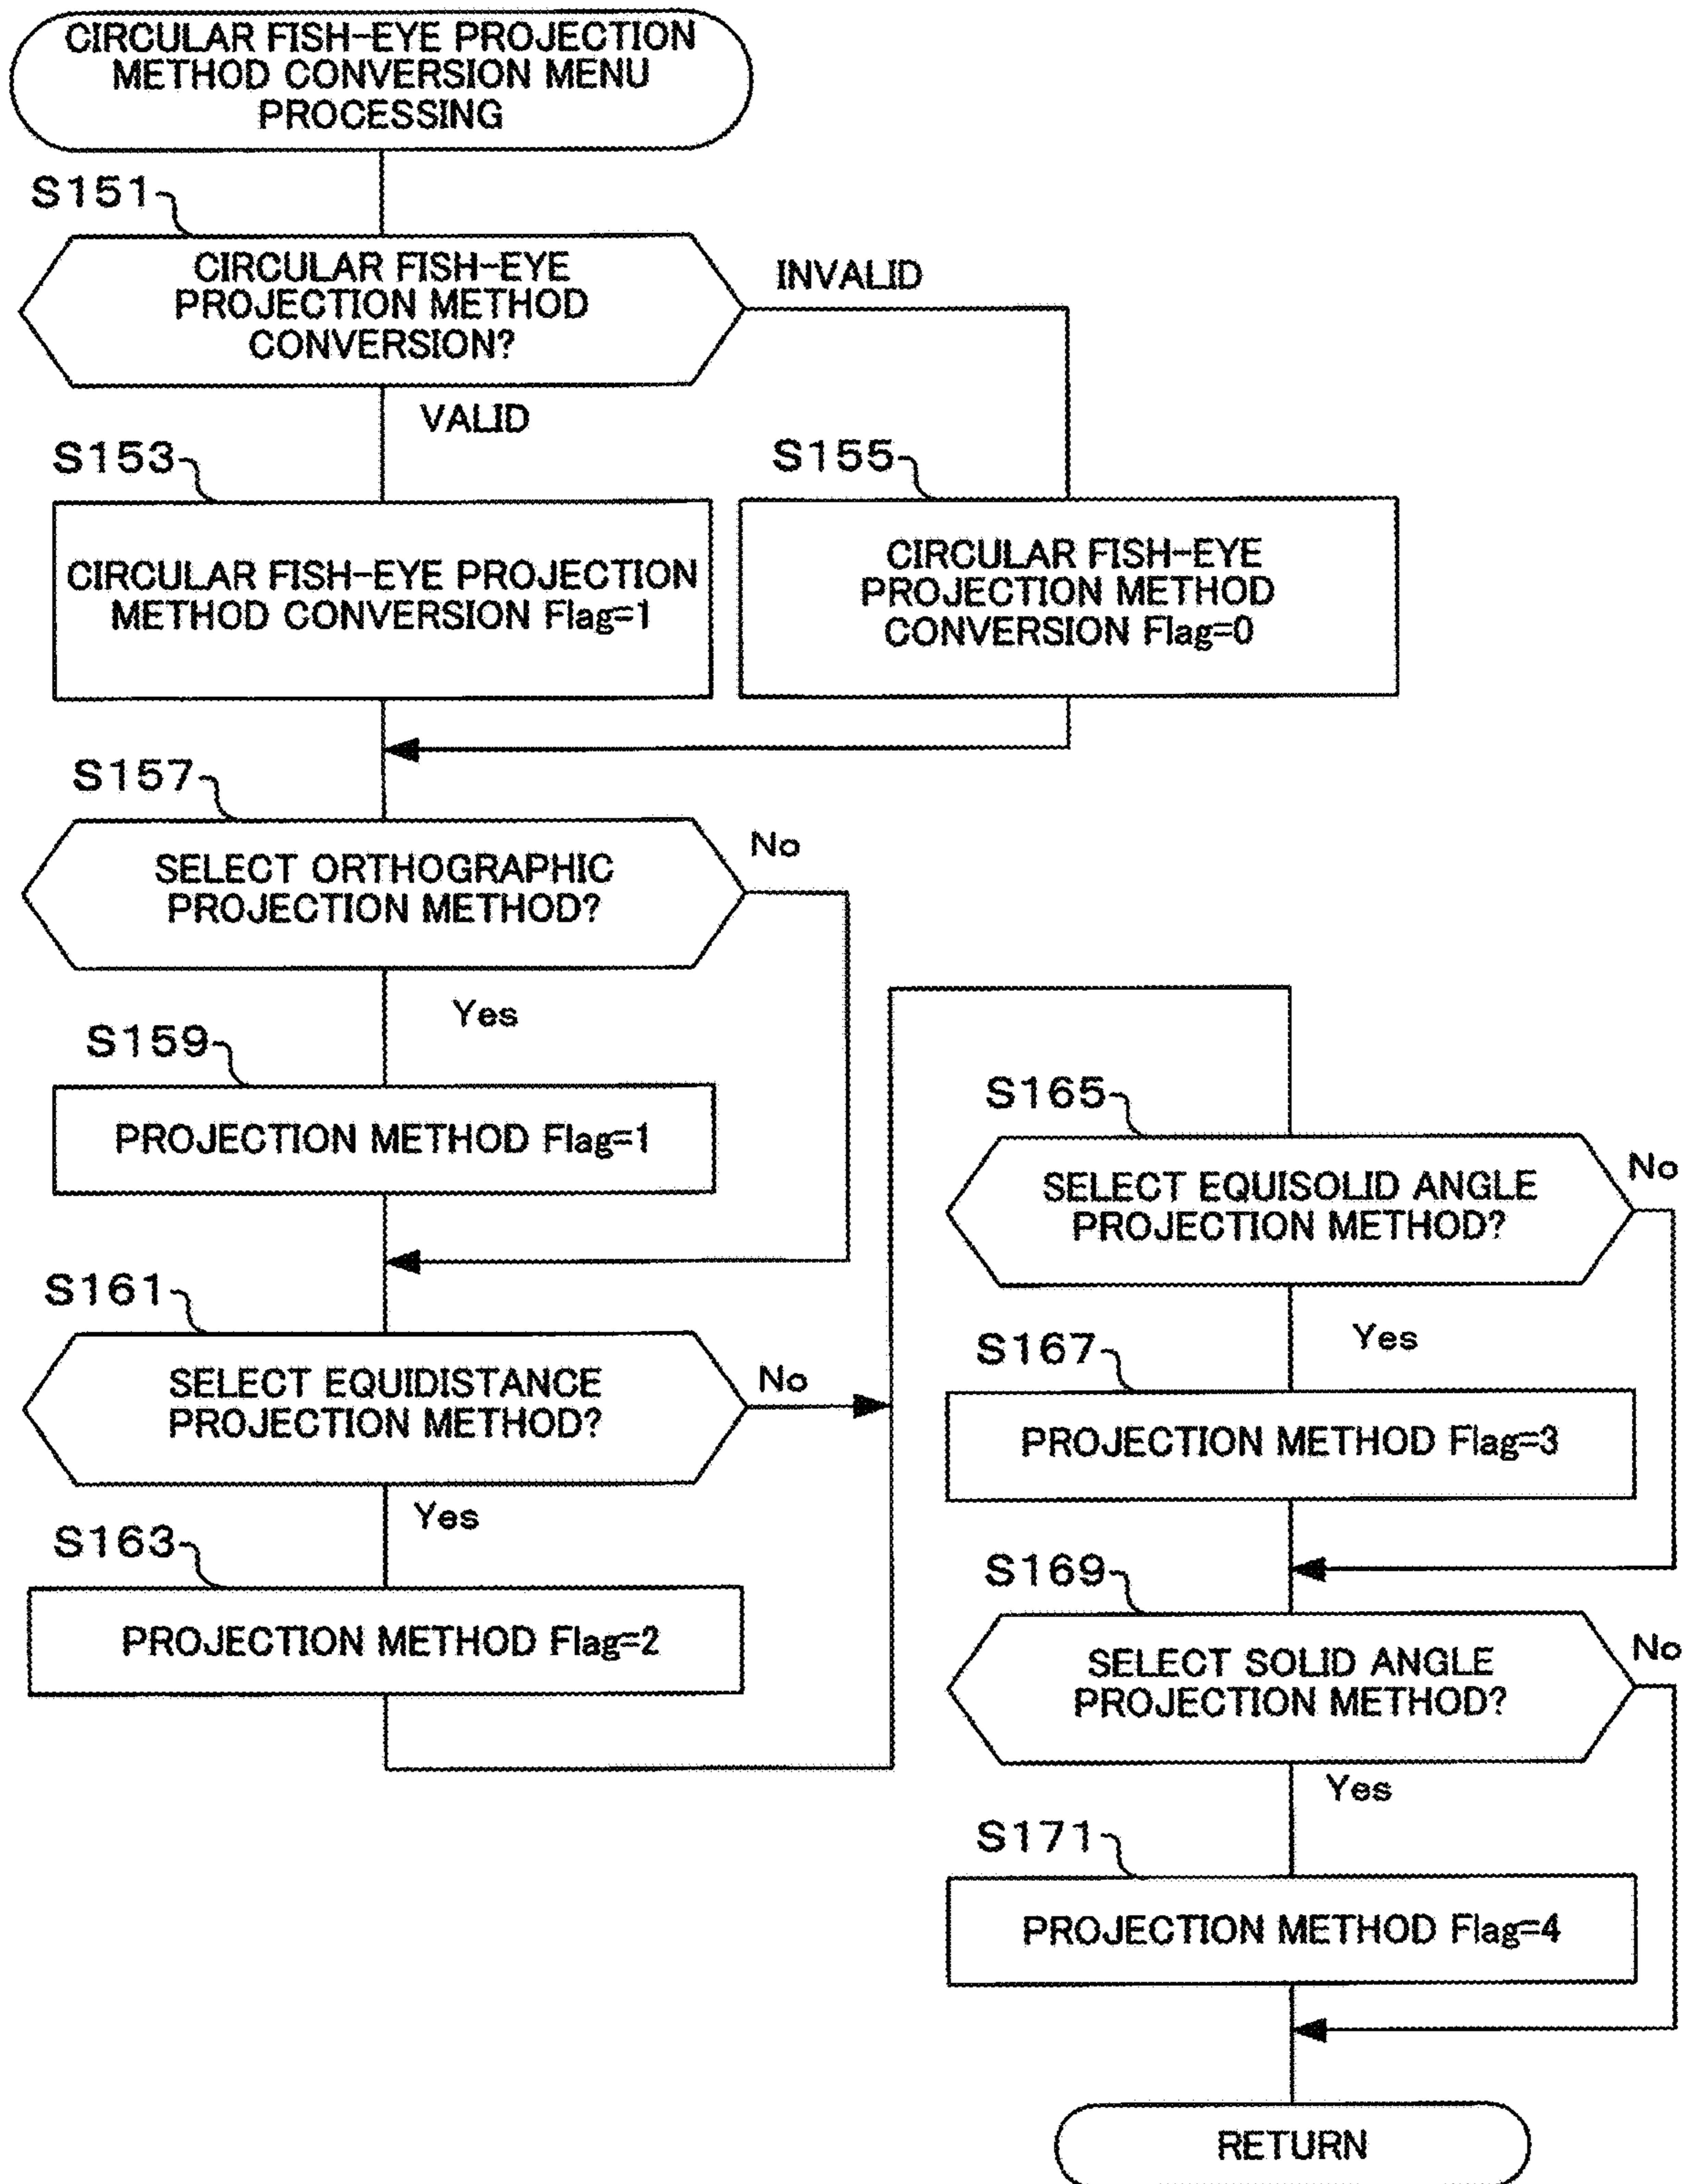 CIRCULAR FISH-EYE PROJECTION
METHOD CONVERSION MENU
PROCESSING
S151
CIRCULAR FISH-EYE
PROJECTION METHOD
CONVERSION?
INVALID
VALID
S153
CIRCULAR FISH-EYE PROJECTION
METHOD CONVERSION Flag=1
S155
CIRCULAR FISH-EYE
PROJECTION METHOD
CONVERSION Flag=0
S157
SELECT ORTHOGRAPHIC
PROJECTION METHOD?
No
Yes
S159
PROJECTION METHOD Flag=1
S161
SELECT EQUIDISTANCE
PROJECTION METHOD?
No
Yes
S163
PROJECTION METHOD Flag=2
S165
SELECT EQUISOLID ANGLE
PROJECTION METHOD?
No
Yes
S167
PROJECTION METHOD Flag=3
S169
SELECT SOLID ANGLE
PROJECTION METHOD?
No
Yes
S171
PROJECTION METHOD Flag=4
RETURN